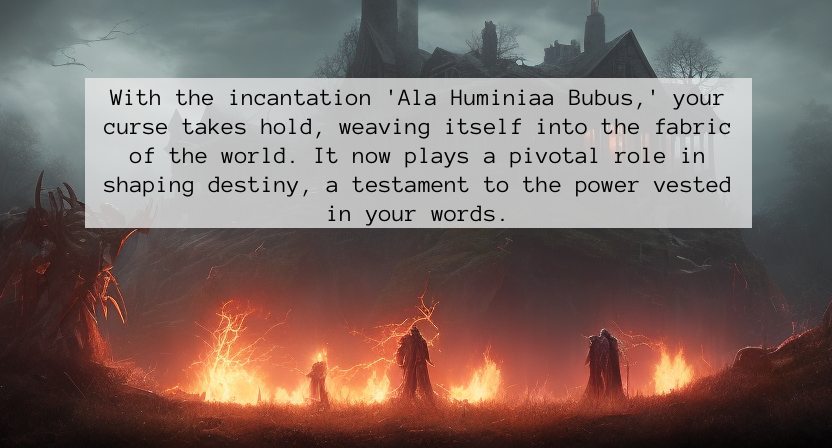 With the incantation 'Ala Huminiaa Bubus,' your
curse takes hold, weaving itself into the fabric
of the world. It now plays a pivotal role in
shaping destiny, a testament to the power vested
in your words.